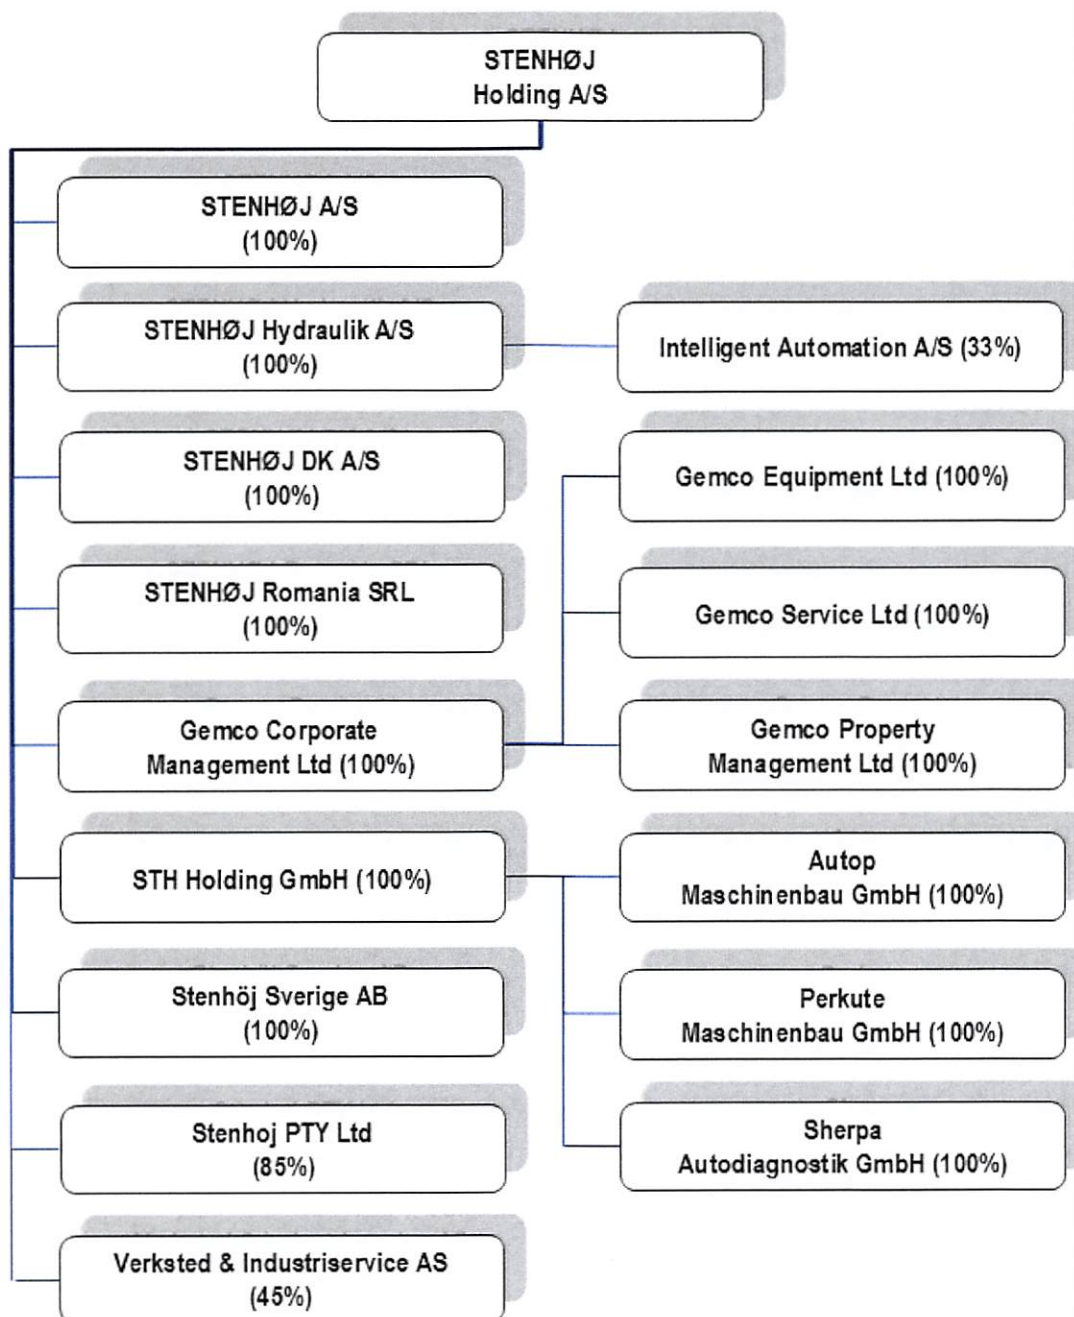 STENHØJ
Holding A/S
STENHØJ A/S
(100%)
STENHØJ Hydraulik A/S
(100%)
Intelligent Automation A/S (33%)
STENHØJ DK A/S
(100%)
Gemco Equipment Ltd (100%)
STENHØJ Romania SRL
(100%)
Gemco Service Ltd (100%)
Gemco Corporate
Management Ltd (100%)
Gemco Property
Management Ltd (100%)
STH Holding GmbH (100%)
Autop
Maschinenbau GmbH (100%)
Stenhöj Sverige AB
(100%)
Perkute
Maschinenbau GmbH (100%)
Stenhoj PTY Ltd
(85%)
Sherpa
Autodiagnostik GmbH (100%)
Verksted & Industriservice AS
(45%)